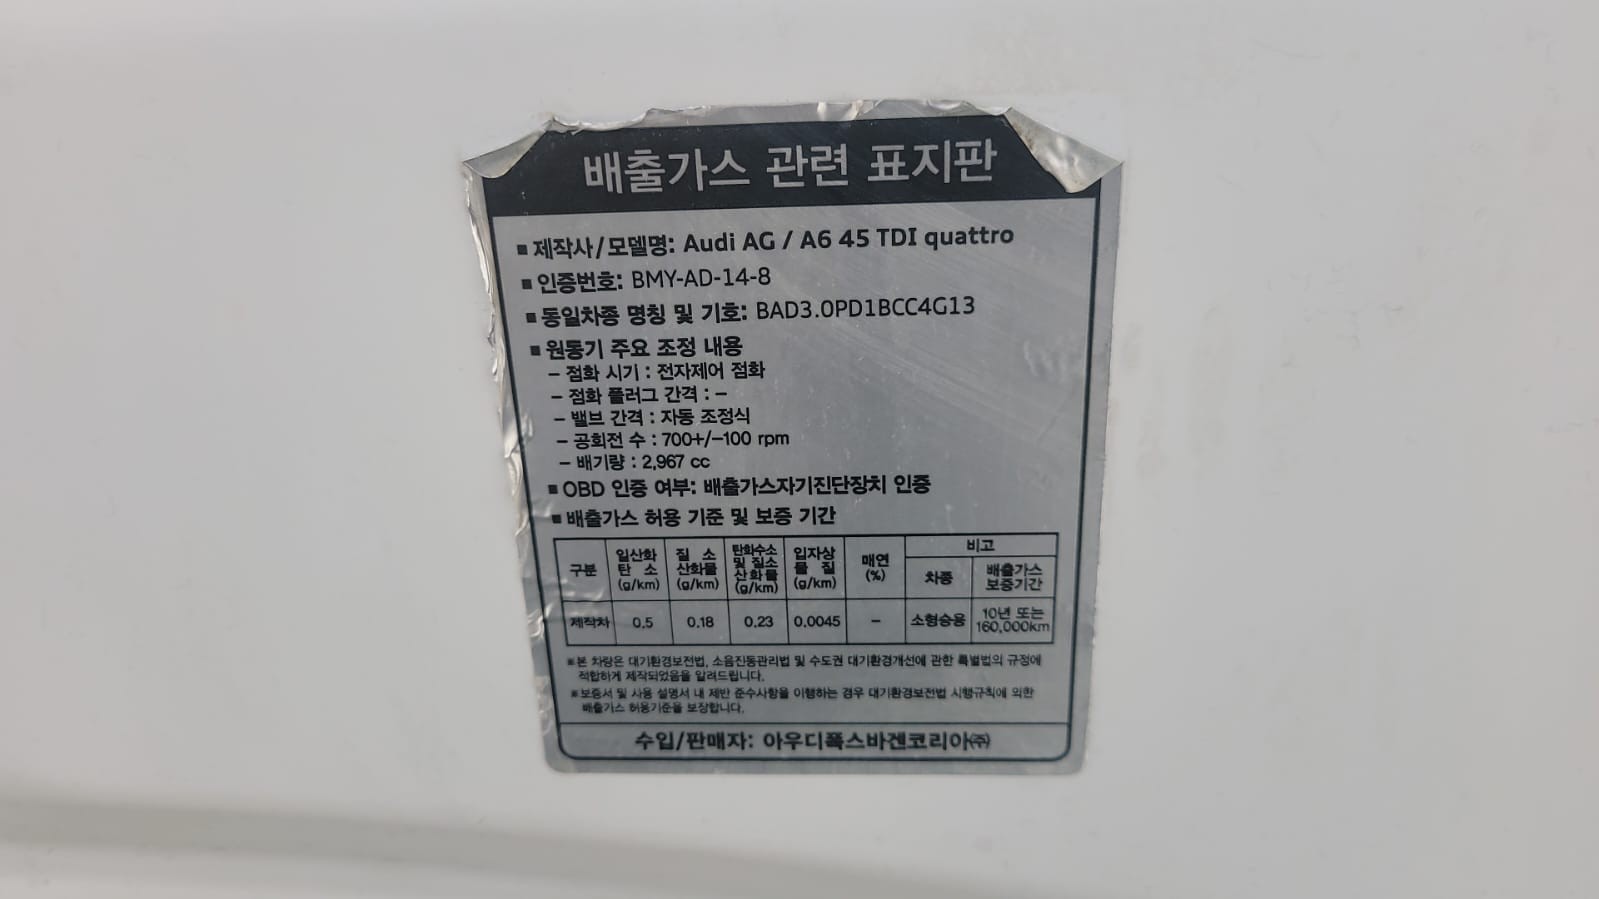 배출가스 관련 표지판
■ 제작사/모델명: Audi AG / A6 45 TDI quattro
■ 인증번호: BMY-AD-14-8
■ 동일차종 명칭 및 기호: BAD3.0PD1BCC4G13
■ 원동기 주요 조정 내용
– 점화 시기 : 전자제어 점화
– 점화 플러그 간격 : –
– 밸브 간격 : 자동 조정식
– 공회전 수 : 700+/–100 rpm
– 배기량 : 2,967 cc
■ OBD 인증 여부: 배출가스자기진단장치 인증
■ 배출가스 허용 기준 및 보증 기간
구분 일산화탄소 (g/km) 질소산화물 (g/km) 탄화수소 및 질소산화물 (g/km) 입자상물질 (g/km) 매연 (%) 비고
차종 배출가스 보증기간
제작차 0.5 0.18 0.23 0.0045 – 소형승용 10년 또는 160,000km
※본 차량은 대기환경보전법, 소음진동관리법 및 수도권 대기환경개선에 관한 특별법의 규정에
적합하게 제작되었음을 알려드립니다.
※보증서 및 사용 설명서 내 제반 준수사항을 이행하는 경우 대기환경보전법 시행규칙에 의한
배출가스 허용기준을 보장합니다.
수입/판매자: 아우디폭스바겐코리아㈜